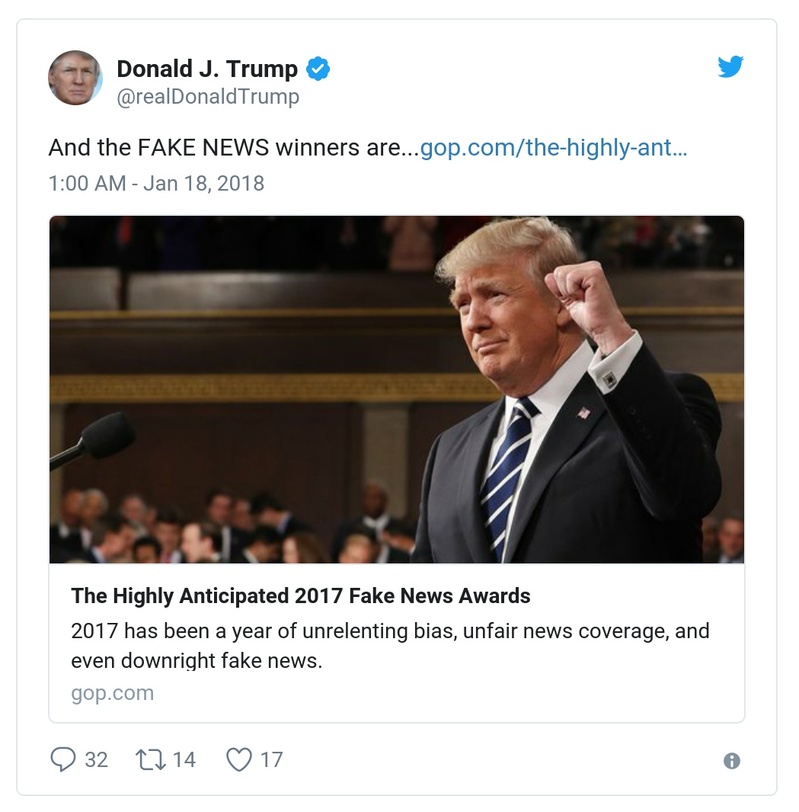 Donald J. Trump
@realDonaldTrump
And the FAKE NEWS winners are...gop.com/the-highly-ant...
1:00 AM - Jan 18, 2018
The Highly Anticipated 2017 Fake News Awards
2017 has been a year of unrelenting bias, unfair news coverage, and
even downright fake news.
gop.com
32 14 17